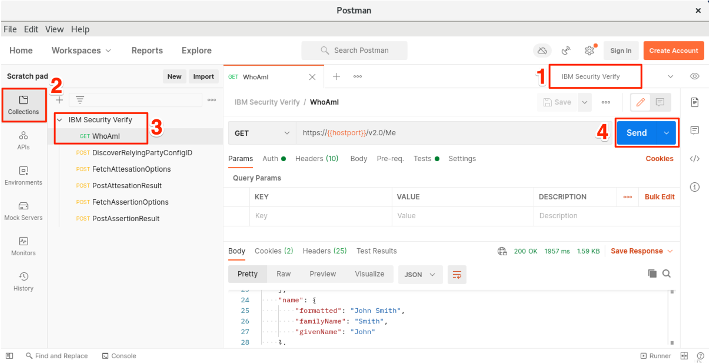 Postman
File Edit View Help
Home Workspaces Reports Explore Search Postman Sign In Create Account
Scratch pad New Import GET WhoAmI 1 IBM Security Verify
2 Collections
IBM Security Verify / WhoAmI Save
IBM Security Verify
GET WhoAmI 3
GET https://{{hostport}}/v2.0/Me 4 Send
POST DiscoverRelyingPartyConfigID
POST FetchAttesationOptions
POST PostAttesationResult
POST FetchAssertionOptions
POST PostAssertionResult
APIs
Environments
Mock Servers
Monitors
History
Params Auth Headers (10) Body Pre-req. Tests Settings Cookies
Query Params
KEY VALUE DESCRIPTION Bulk Edit
Key Value Description
Body Cookies (2) Headers (25) Test Results 200 OK 1957 ms 1.59 KB Save Response
Pretty Raw Preview Visualize JSON
23 },
24 "name": {
25 "formatted": "John Smith",
26 "familyName": "Smith",
27 "givenName": "John"
28 },
Find and Replace Console Runner